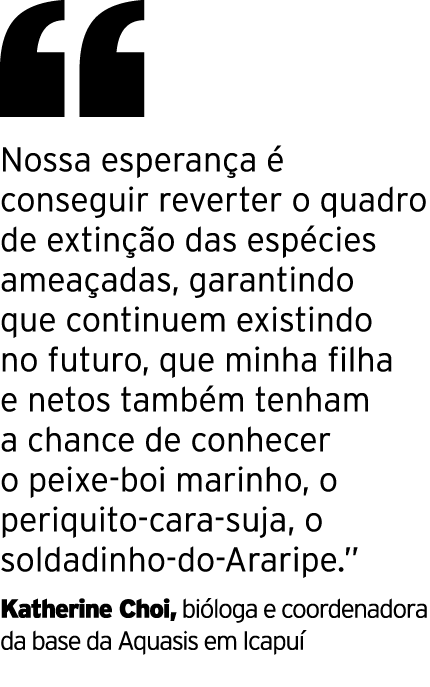 “
Nossa esperança é
conseguir reverter o quadro
de extinção das espécies
ameaçadas, garantindo
que continuem existindo
no futuro, que minha filha
e netos também tenham
a chance de conhecer
o peixe-boi marinho, o
periquito-cara-suja, o
soldadinho-do-Araripe.”
Katherine Choi, bióloga e coordenadora
da base da Aquasis em Icapuí